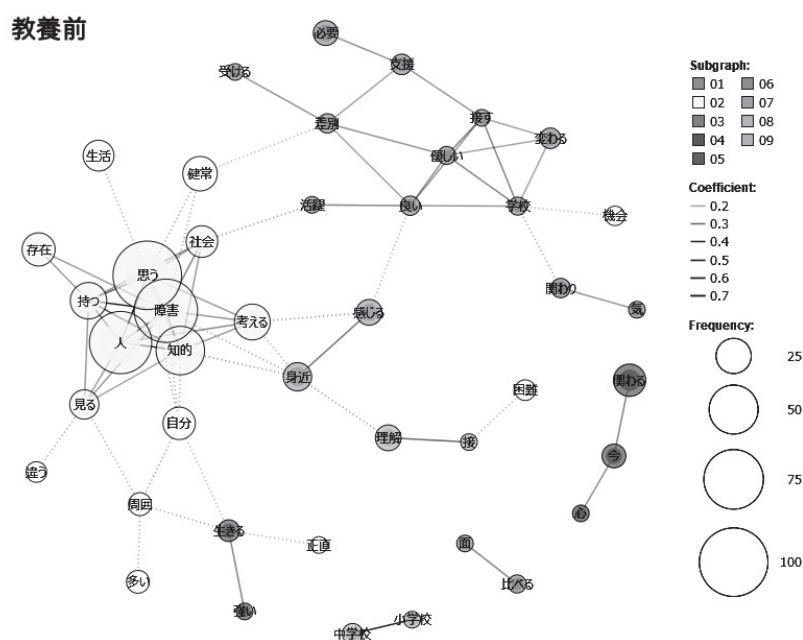 教養前
必要
支援
受ける
差別
接す
変わる
優しい
生活
健常
活躍
良い
学校
機会
社会
存在
思う
持つ
障害
関わり
気
感じる
考える
人
知的
身近
関わる
困難
見る
自分
理解
接
今
違う
周囲
心
生きる
正直
面
多い
比べる
強い
小学校
中学校
Subgraph:
01 06
02 07
03 08
04 09
05
Coefficient:
0.2
0.3
0.4
0.5
0.6
0.7
Frequency:
25
50
75
100